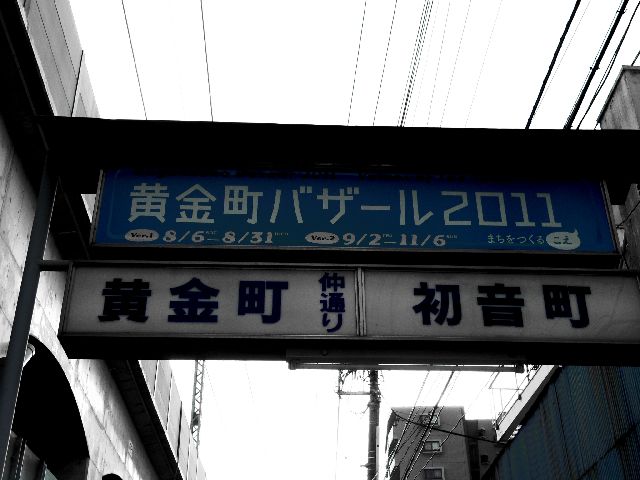 黄金町バザール2011
Ver.1 8/6-8/31 Ver.2 9/2-11/6 まちをつくるこえ
黄金町 仲通り 初音町